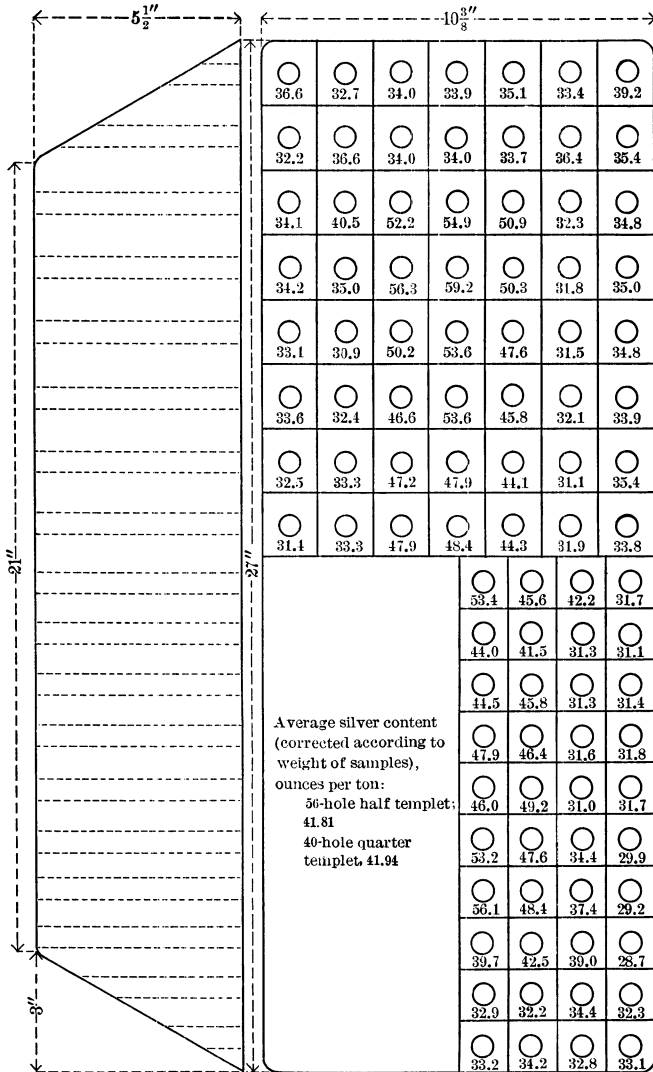 5 1/2″
10 3/8″
36.6 32.7 34.0 33.9 35.1 33.4 39.2
32.2 36.6 34.0 34.0 33.7 36.4 35.4
34.1 40.5 52.2 54.9 50.9 32.3 34.8
34.2 35.0 56.3 59.2 50.3 31.8 35.0
33.1 30.9 50.2 53.6 47.6 31.5 34.8
33.6 32.4 46.6 53.6 45.8 32.1 33.9
32.5 33.3 47.2 47.9 44.1 31.1 35.4
31.4 33.3 47.9 48.4 44.3 31.9 33.8
21″
27″
53.4 45.6 42.2 31.7
44.0 41.5 31.3 31.1
44.5 45.8 31.3 31.4
47.9 46.4 31.6 31.8
46.0 49.2 31.0 31.7
53.2 47.6 34.4 29.9
56.1 48.4 37.4 29.2
39.7 42.5 39.0 28.7
32.9 32.2 34.4 32.3
33.2 34.2 32.8 33.1
Average silver content
(corrected according to
weight of samples),
ounces per ton:
56-hole half templet;
41.81
40-hole quarter
templet, 41.94
3″